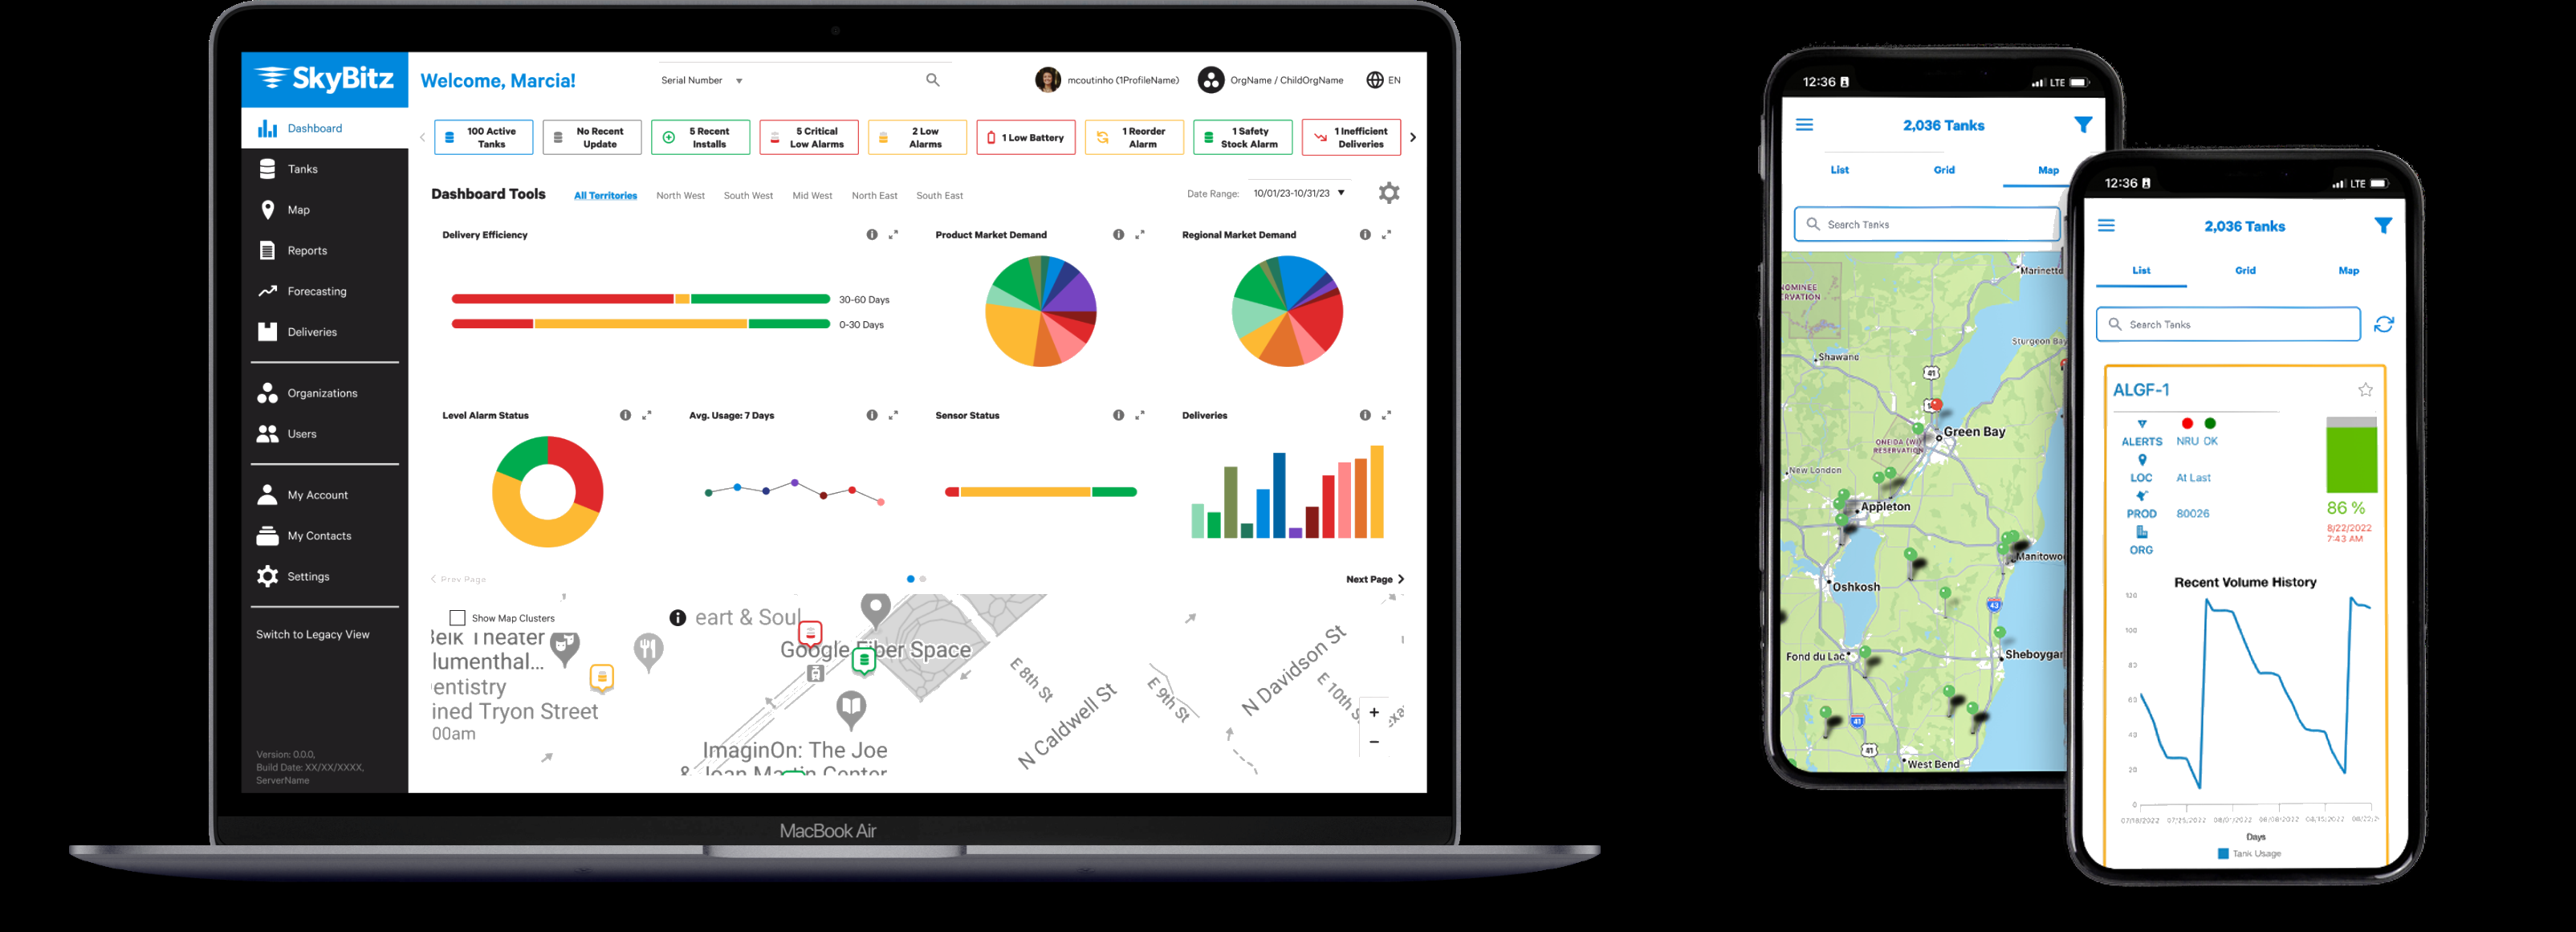 SkyBitz
Welcome, Marcia!
Serial Number
mcoutinho (1ProfileName)
OrgName / ChildOrgName
EN
Dashboard
Tanks
Map
Reports
Forecasting
Deliveries
Organizations
Users
My Account
My Contacts
Settings
Switch to Legacy View
Version: 0.0.0,
Build Date: XX/XX/XXXX,
ServerName
100 Active
Tanks
No Recent
Update
5 Recent
Installs
5 Critical
Low Alarms
2 Low
Alarms
1 Low Battery
1 Reorder
Alarm
1 Safety
Stock Alarm
1 Inefficient
Deliveries
Dashboard Tools
All Territories
North West
South West
Mid West
North East
South East
Date Range:
10/01/23-10/31/23
Delivery Efficiency
30-60 Days
0-30 Days
Product Market Demand
Regional Market Demand
Level Alarm Status
Avg. Usage: 7 Days
Sensor Status
Deliveries
Prev Page
Next Page
Show Map Clusters
eart & Soul
Theater
lumenthal...
entistry
ined Tryon Street
00am
Google Fiber Space
E 8th St
N Caldwell St
E 9th St
N Davidson St
E 10th S
ImaginOn: The Joe
& Joan Martin Center
+
−
MacBook Air
12:36
LTE
2,036 Tanks
List
Grid
Map
Search Tanks
Marinett
OMINEE
RVATION
Sturgeon Bay
Shawano
41
Green Bay
ONEIDA (WI)
RESERVATION
New London
Appleton
Manitowo
Oshkosh
43
Fond du Lac
Sheboygan
41
41
West Bend
12:36
LTE
2,036 Tanks
List
Grid
Map
Search Tanks
ALGF-1
ALERTS
NRU OK
LOC
At Last
PROD
80026
ORG
86 %
8/22/2022
7:43 AM
Recent Volume History
120
100
80
60
40
20
0
07/18/2022 07/25/2022 08/01/2022 08/08/2022 08/15/2022 08/22/2
Days
Tank Usage